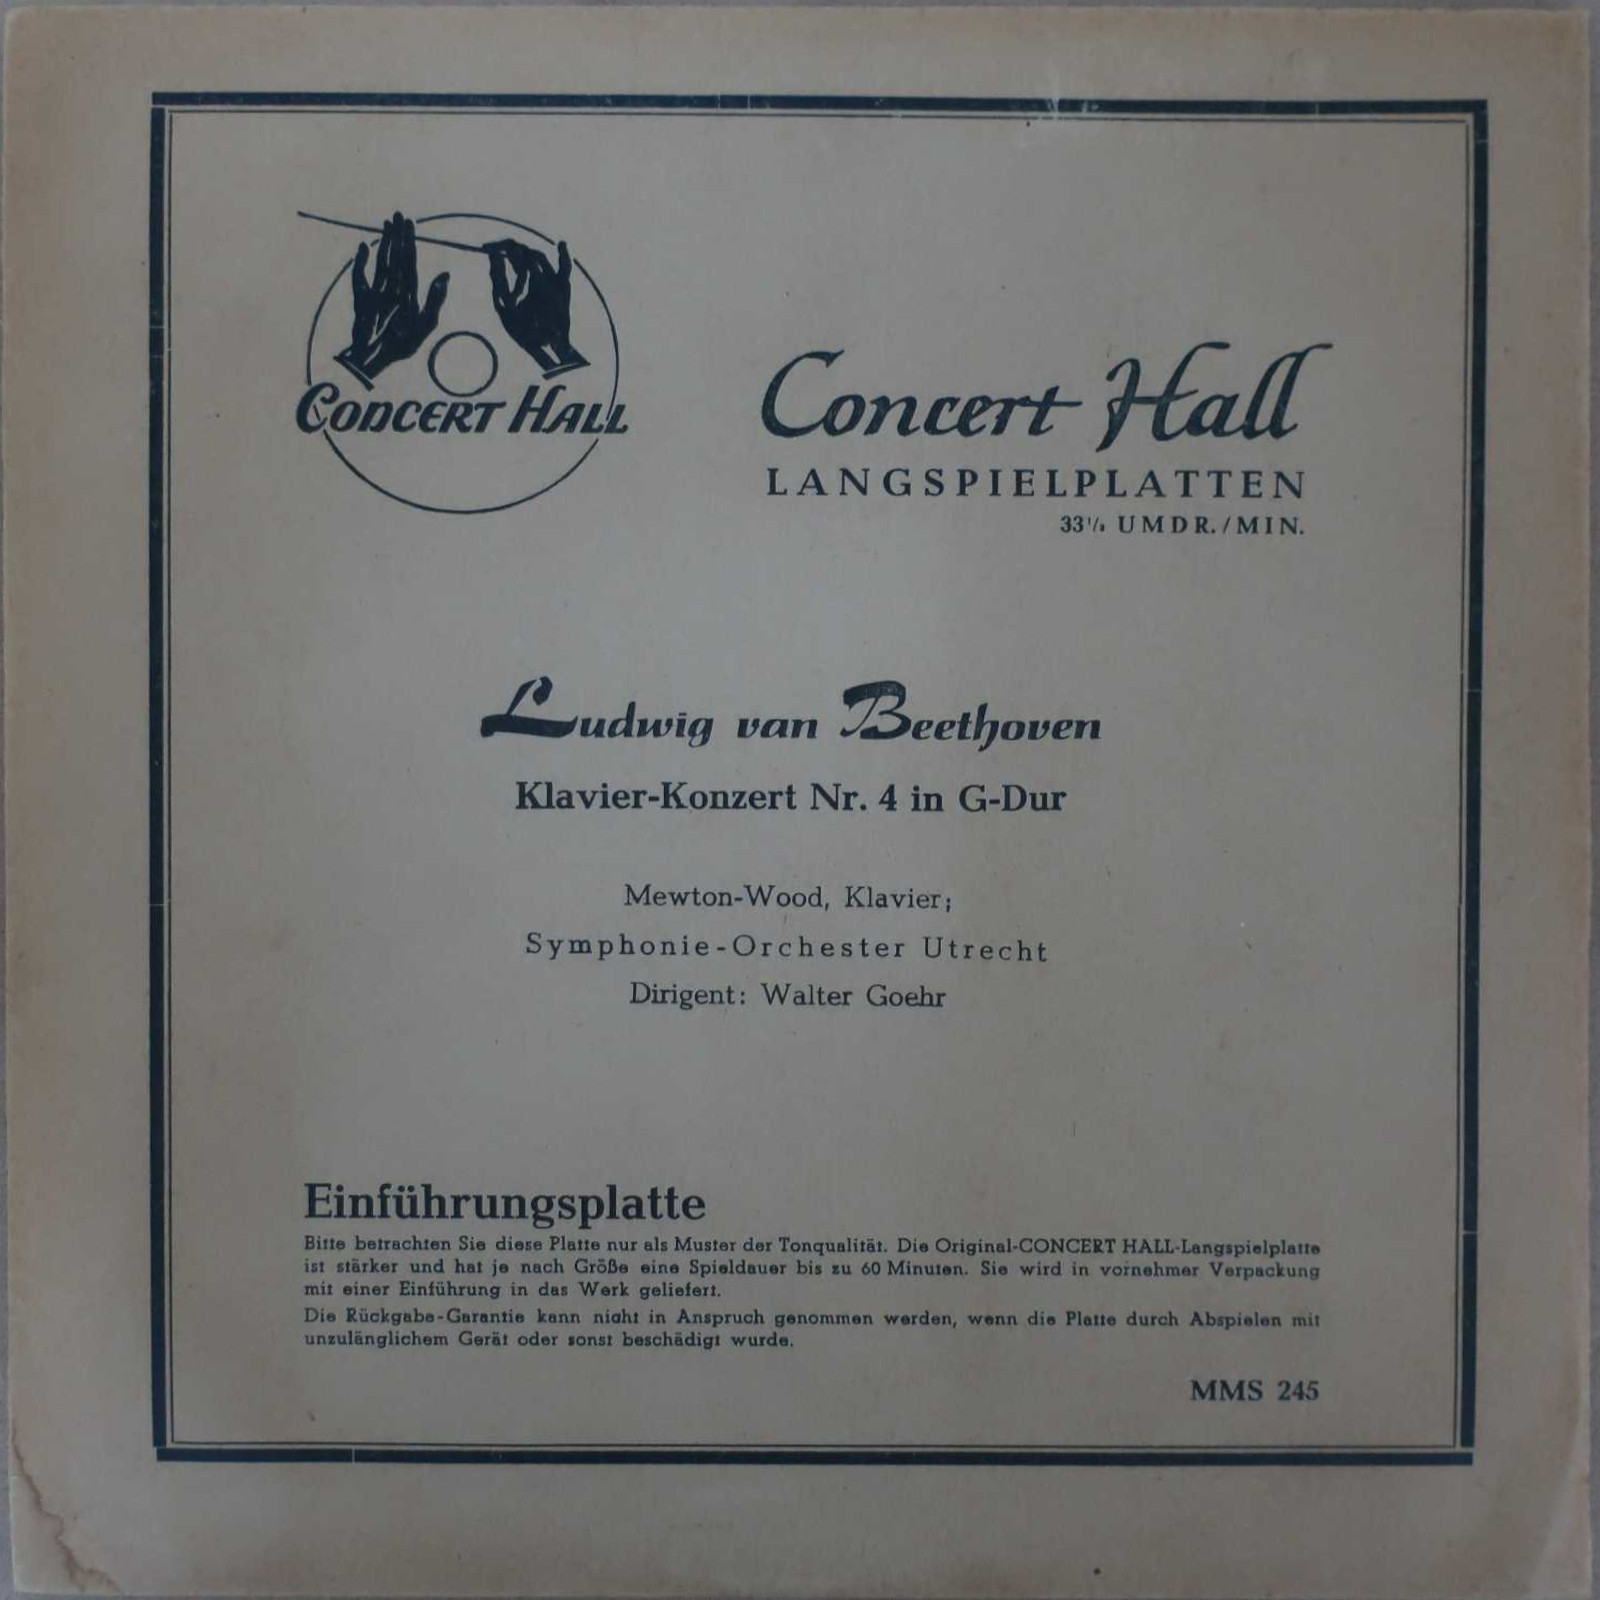 CONCERT HALL
Concert Hall
LANGSPIELPLATTEN
33⅓ UMDR./MIN.
Ludwig van Beethoven
Klavier-Konzert Nr. 4 in G-Dur
Mewton-Wood, Klavier;
Symphonie-Orchester Utrecht
Dirigent: Walter Goehr
Einführungsplatte
Bitte betrachten Sie diese Platte nur als Muster der Tonqualität. Die Original-CONCERT HALL-Langspielplatte
ist stärker und hat je nach Größe eine Spieldauer bis zu 60 Minuten. Sie wird in vornehmer Verpackung
mit einer Einführung in das Werk geliefert.
Die Rückgabe-Garantie kann nicht in Anspruch genommen werden, wenn die Platte durch Abspielen mit
unzulänglichem Gerät oder sonst beschädigt wurde.
MMS 245